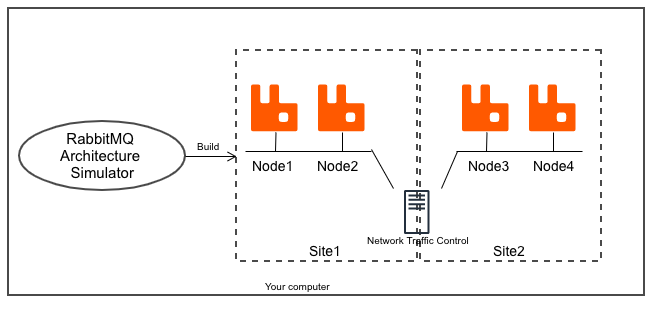 RabbitMQ
Architecture
Simulator
Build
Node1
Node2
Node3
Node4
Network Traffic Control
Site1
Site2
Your computer